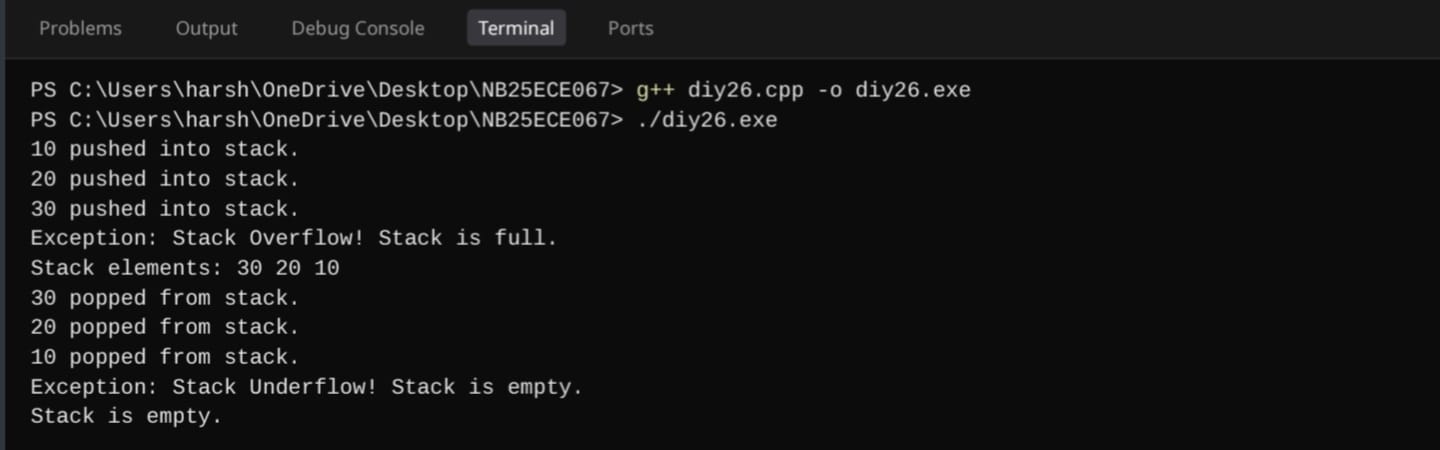 Problems Output Debug Console Terminal Ports
PS C:\Users\harsh\OneDrive\Desktop\NB25ECE067> g++ diy26.cpp -o diy26.exe
PS C:\Users\harsh\OneDrive\Desktop\NB25ECE067> ./diy26.exe
10 pushed into stack.
20 pushed into stack.
30 pushed into stack.
Exception: Stack Overflow! Stack is full.
Stack elements: 30 20 10
30 popped from stack.
20 popped from stack.
10 popped from stack.
Exception: Stack Underflow! Stack is empty.
Stack is empty.